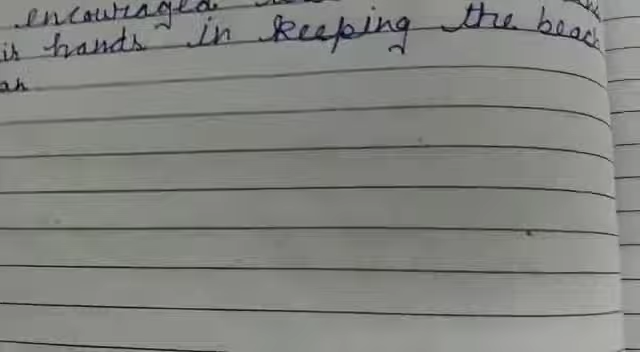 encouraged
hands in keeping the beach